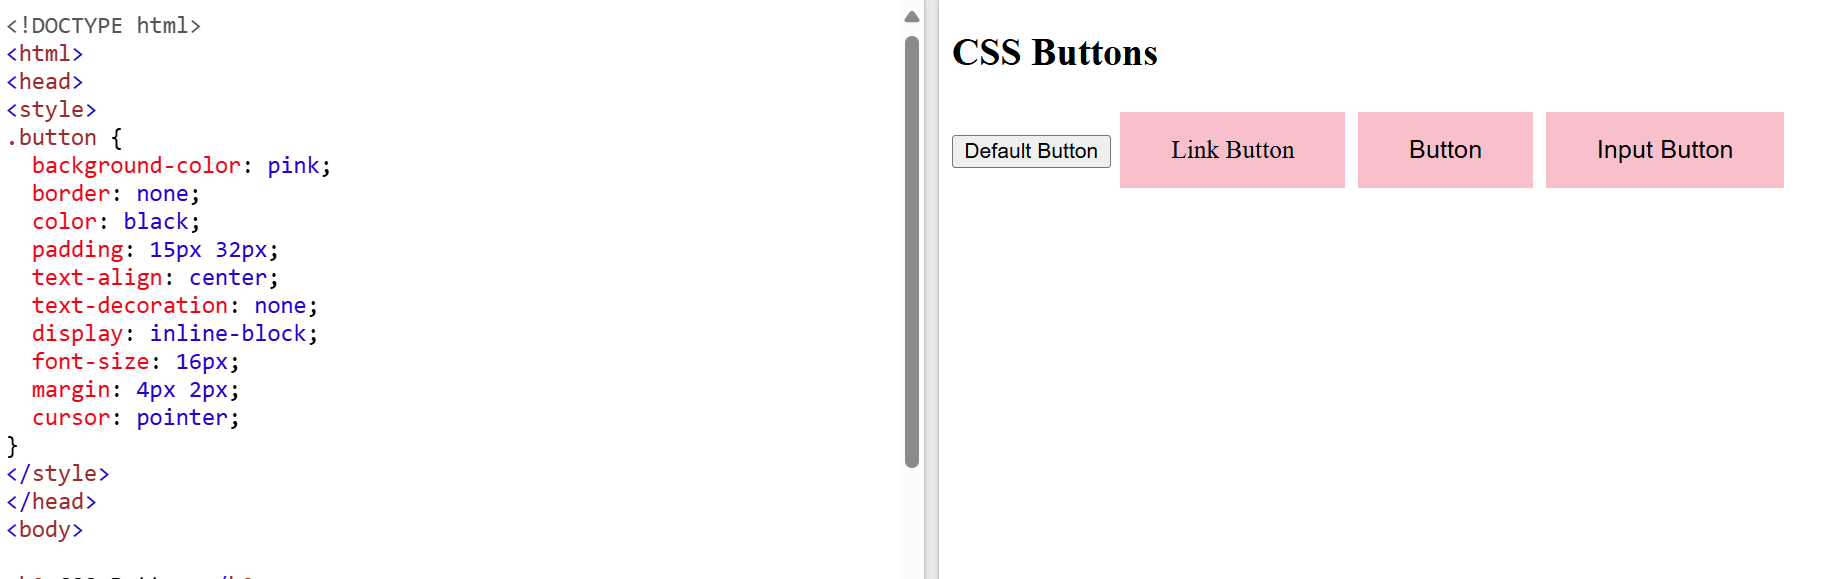 <!DOCTYPE html>
<html>
<head>
<style>
.button {
  background-color: pink;
  border: none;
  color: black;
  padding: 15px 32px;
  text-align: center;
  text-decoration: none;
  display: inline-block;
  font-size: 16px;
  margin: 4px 2px;
  cursor: pointer;
}
</style>
</head>
<body>
CSS Buttons
Default Button Link Button Button Input Button